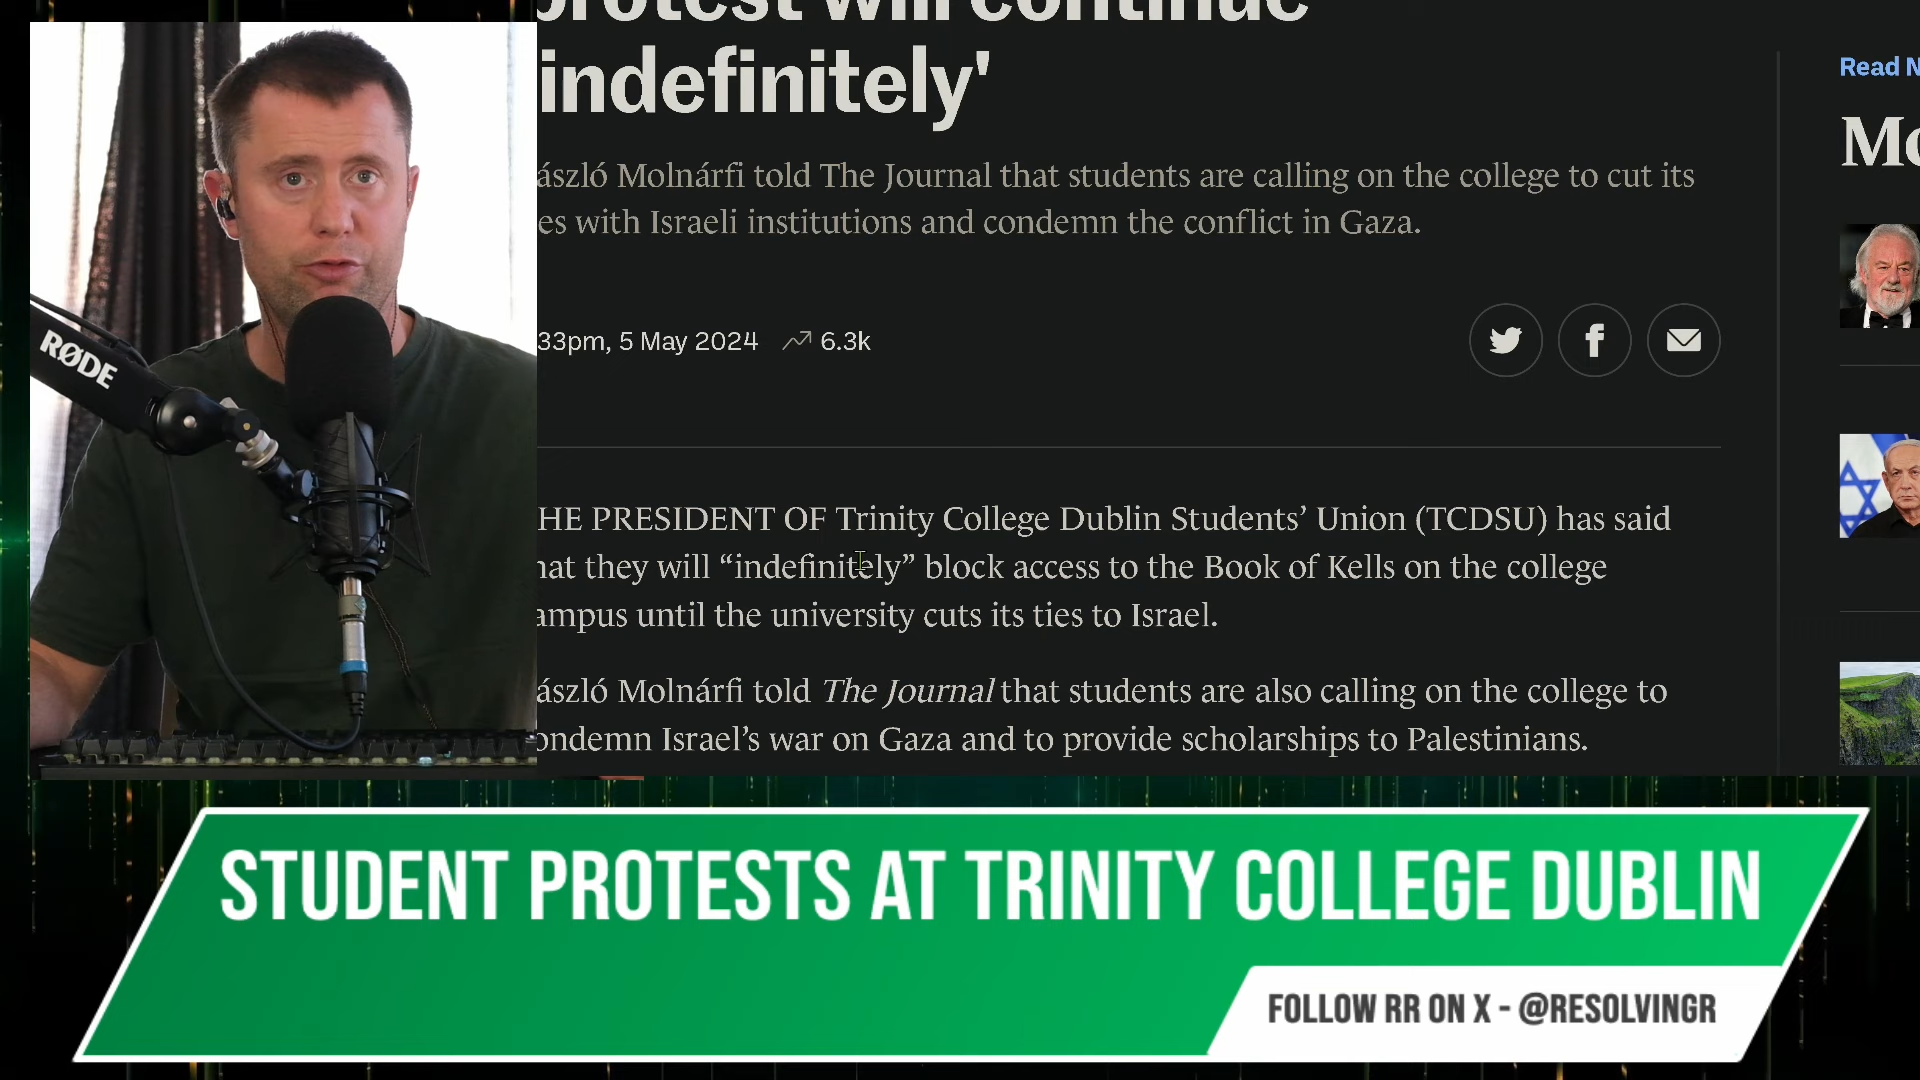 protest will continue
indefinitely'
ászló Molnárfi told The Journal that students are calling on the college to cut its
es with Israeli institutions and condemn the conflict in Gaza.
33pm, 5 May 2024 6.3k
HE PRESIDENT OF Trinity College Dublin Students’ Union (TCDSU) has said
hat they will “indefinitely” block access to the Book of Kells on the college
ampus until the university cuts its ties to Israel.
ászló Molnárfi told The Journal that students are also calling on the college to
ondemn Israel’s war on Gaza and to provide scholarships to Palestinians.
Read N
Mo
RØDE
STUDENT PROTESTS AT TRINITY COLLEGE DUBLIN
FOLLOW RR ON X - @RESOLVINGR